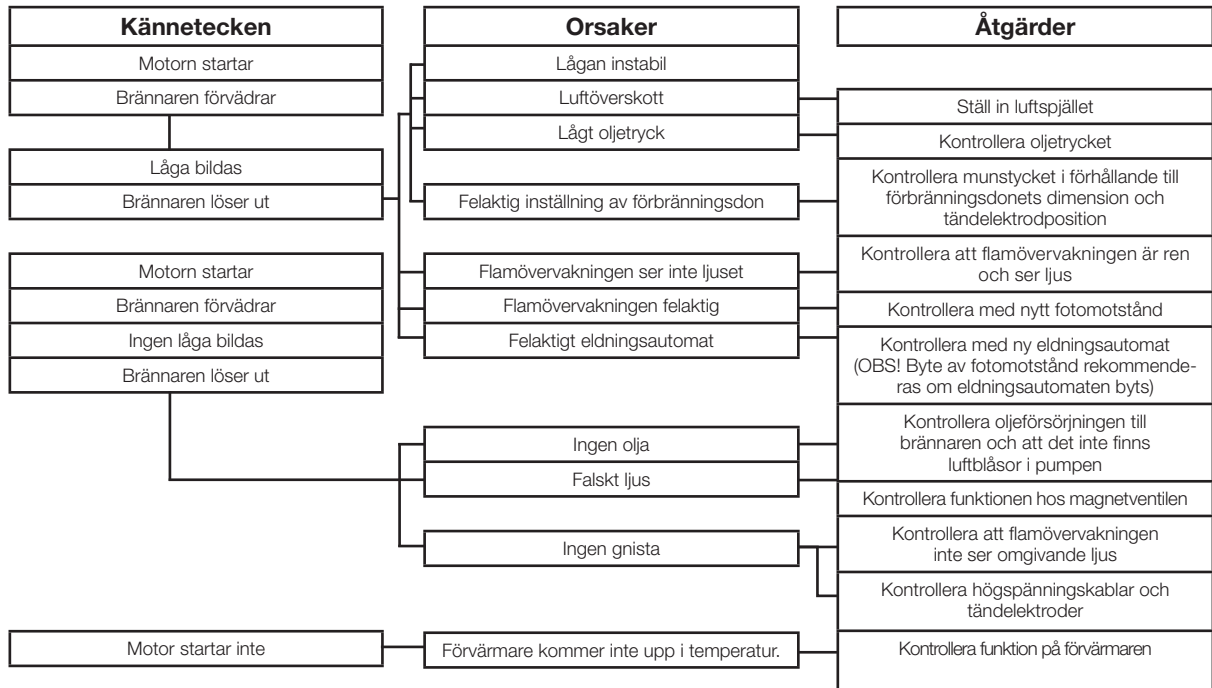 Kännetecken
Motorn startar
Brännaren förvädrar
Låga bildas
Brännaren löser ut
Motorn startar
Brännaren förvädrar
Ingen låga bildas
Brännaren löser ut
Motor startar inte
Orsaker
Lågan instabil
Luftöverskott
Lågt oljetryck
Felaktig inställning av förbränningsdon
Flamövervakningen ser inte ljuset
Flamövervakningen felaktig
Felaktigt eldningsautomat
Ingen olja
Falskt ljus
Ingen gnista
Förvärmare kommer inte upp i temperatur.
Åtgärder
Ställ in luftspjället
Kontrollera oljetrycket
Kontrollera munstycket i förhållande till
förbränningsdonets dimension och
tändelektrodposition
Kontrollera att flamövervakningen är ren
och ser ljus
Kontrollera med nytt fotomotstånd
Kontrollera med ny eldningsautomat
(OBS! Byte av fotomotstånd rekommende-
ras om eldningsautomaten byts)
Kontrollera oljeförsörjningen till
brännaren och att det inte finns
luftblåsor i pumpen
Kontrollera funktionen hos magnetventilen
Kontrollera att flamövervakningen
inte ser omgivande ljus
Kontrollera högspänningskablar och
tändelektroder
Kontrollera funktion på förvärmaren